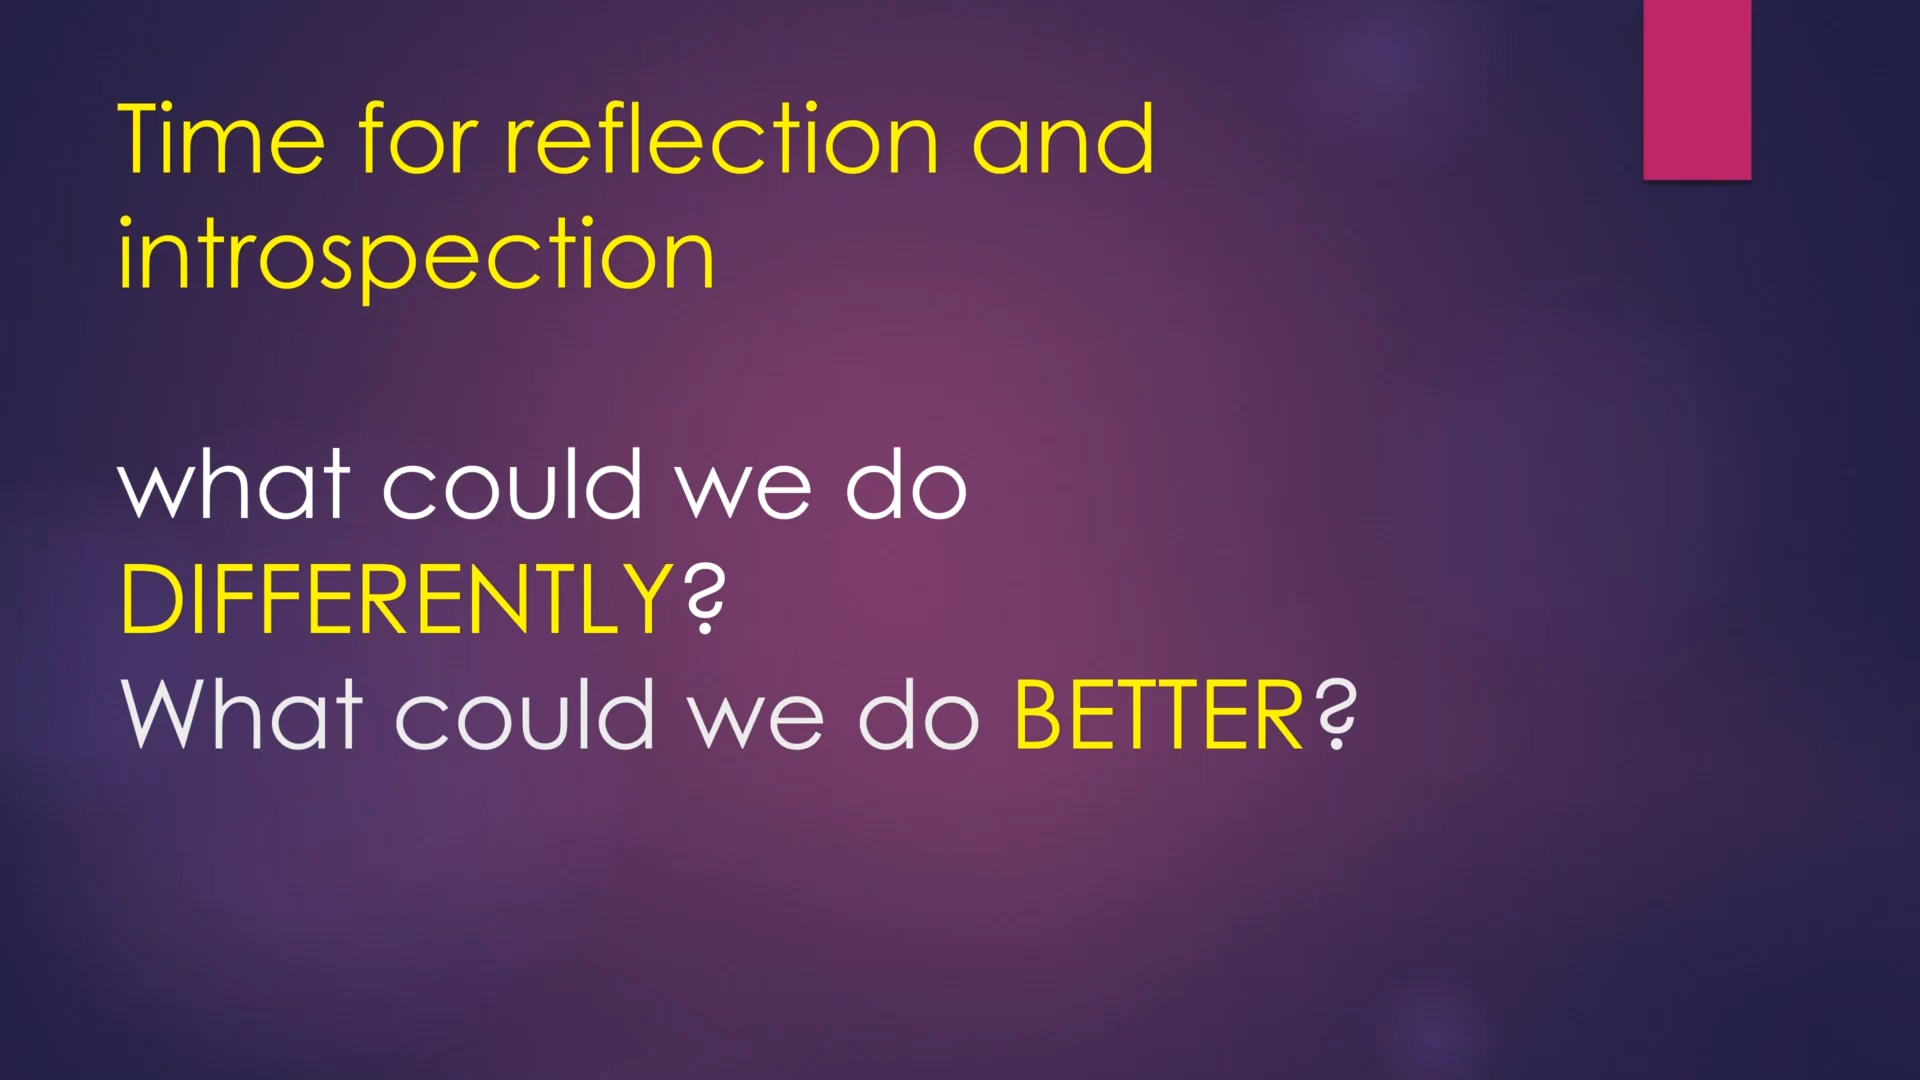 Time for reflection and
introspection
what could we do
DIFFERENTLY?
What could we do BETTER?